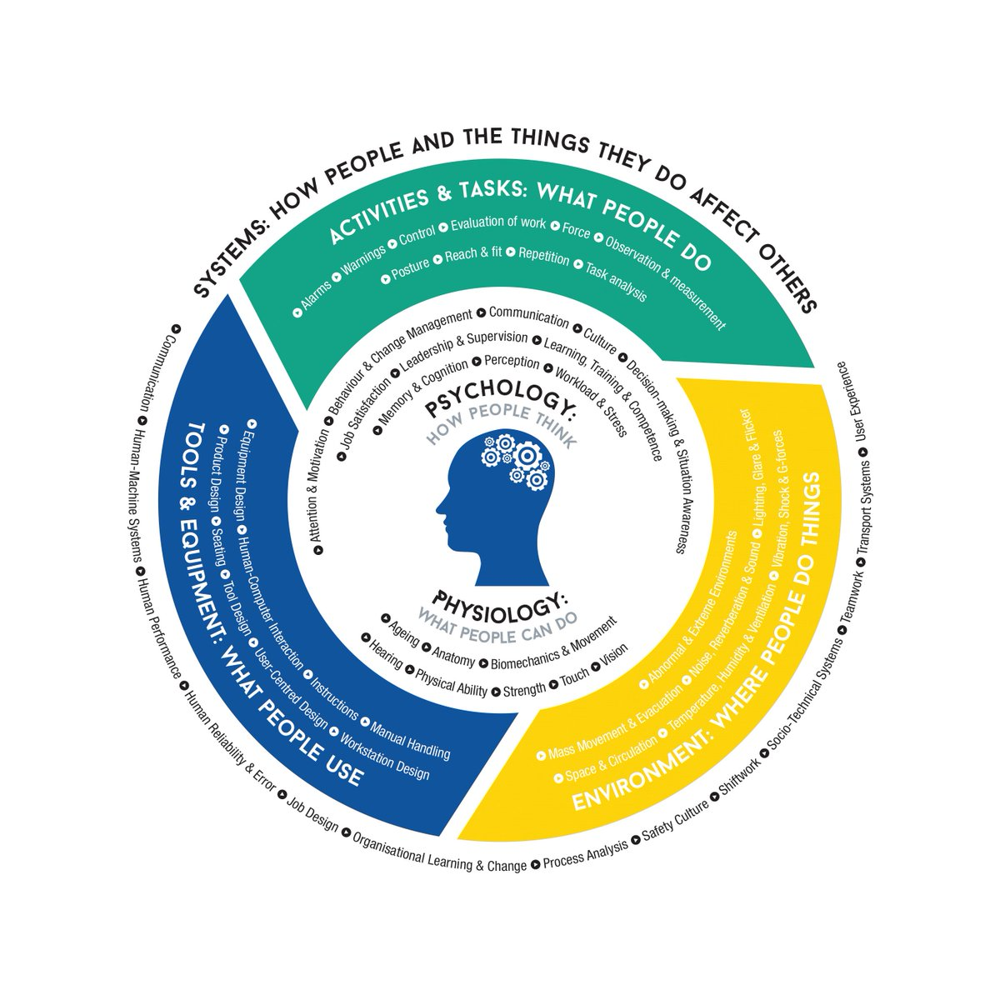 SYSTEMS: HOW PEOPLE AND THE THINGS THEY DO AFFECT OTHERS
Communication Human-Machine Systems Human Performance Human Reliability & Error Job Design Organisational Learning & Change Process Analysis Safety Culture Shiftwork Socio-Technical Systems Teamwork Transport Systems User Experience
ACTIVITIES & TASKS: WHAT PEOPLE DO
Alarms Warnings Control Evaluation of work Force Observation & measurement
Posture Reach & fit Repetition Task analysis
Attention & Motivation Behaviour & Change Management Communication Culture Decision-making & Situation Awareness
Job Satisfaction Leadership & Supervision Learning, Training & Competence
Memory & Cognition Perception Workload & Stress
PSYCHOLOGY:
HOW PEOPLE THINK
PHYSIOLOGY:
WHAT PEOPLE CAN DO
Ageing Anatomy Biomechanics & Movement
Hearing Physical Ability Strength Touch Vision
TOOLS & EQUIPMENT: WHAT PEOPLE USE
Product Design Seating Tool Design User-Centred Design Workstation Design
Equipment Design Human-Computer Interaction Instructions Manual Handling
Abnormal & Extreme Environments
Mass Movement & Evacuation Noise, Reverberation & Sound Lighting, Glare & Flicker
Space & Circulation Temperature, Humidity & Ventilation Vibration, Shock & G-forces
ENVIRONMENT: WHERE PEOPLE DO THINGS